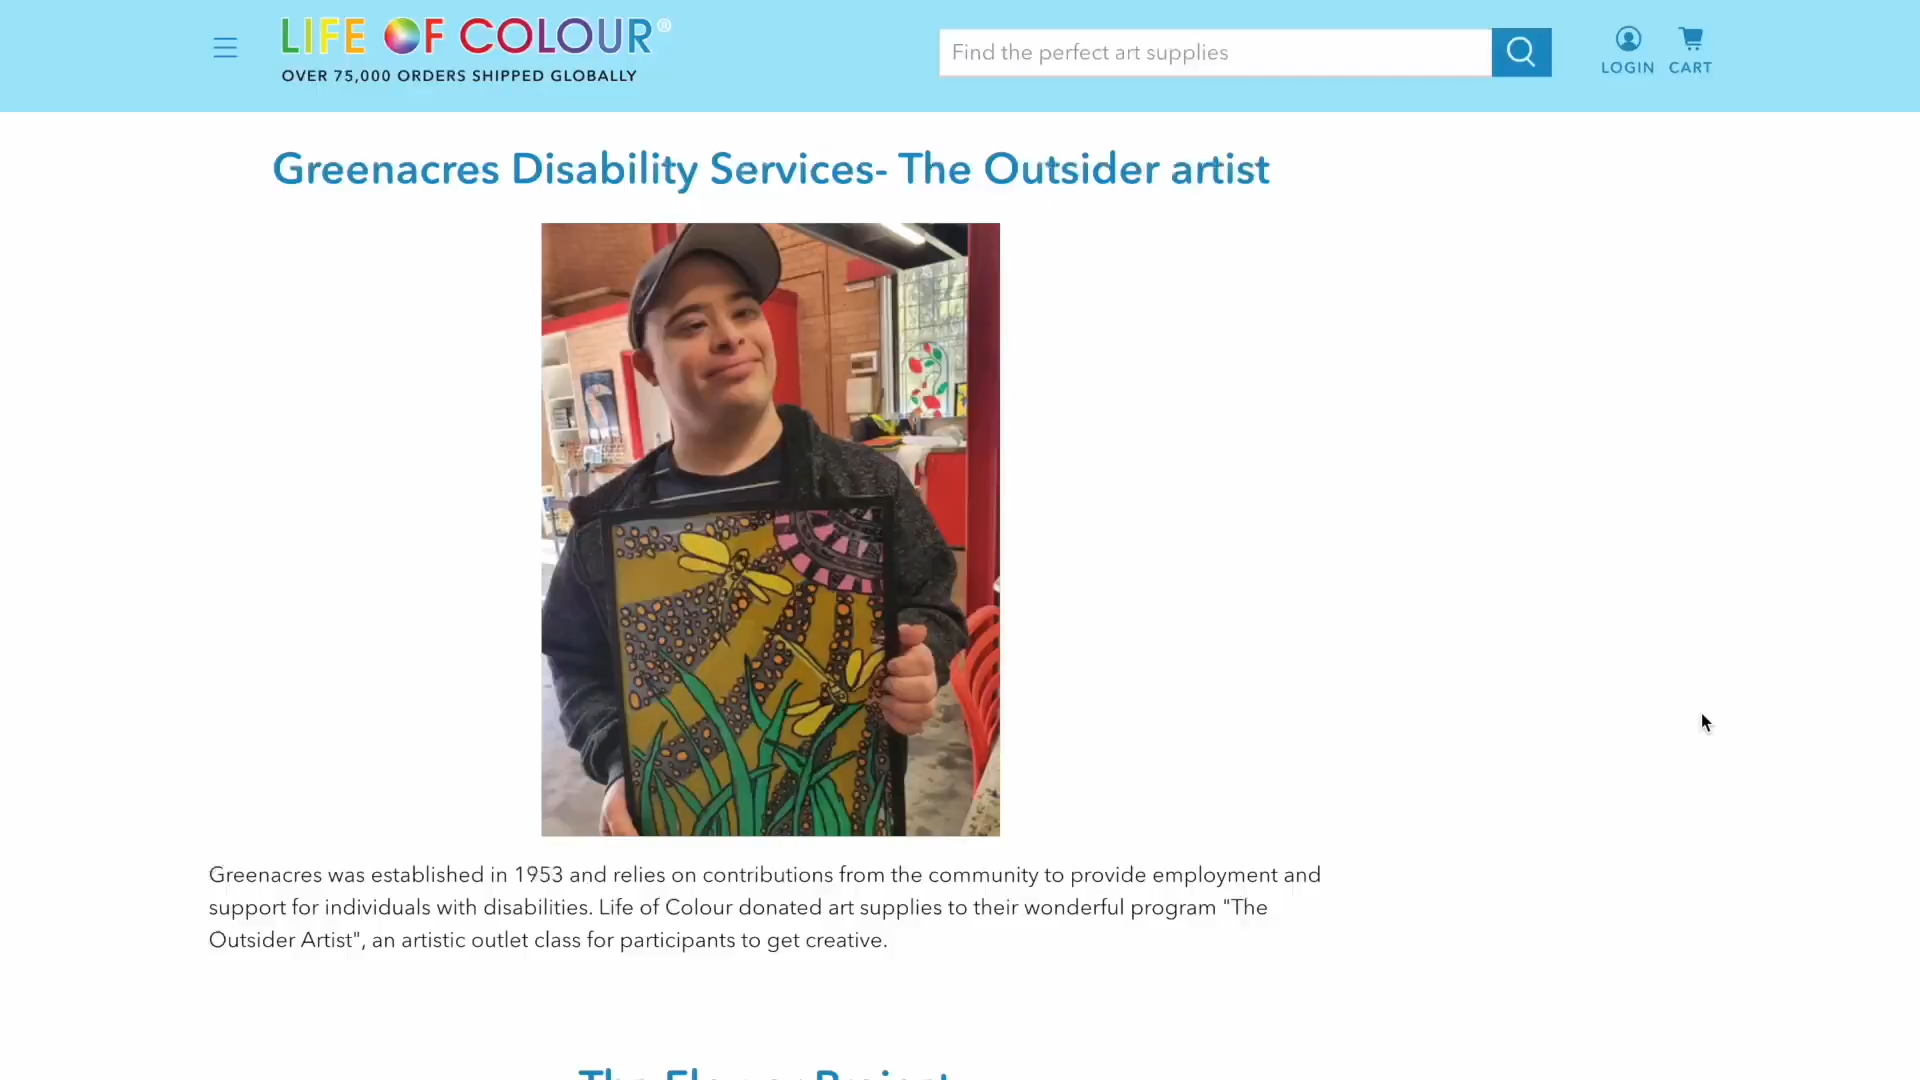 LIFE OF COLOUR®
OVER 75,000 ORDERS SHIPPED GLOBALLY
Find the perfect art supplies
LOGIN
CART
Greenacres Disability Services- The Outsider artist
Greenacres was established in 1953 and relies on contributions from the community to provide employment and
support for individuals with disabilities. Life of Colour donated art supplies to their wonderful program "The
Outsider Artist", an artistic outlet class for participants to get creative.
The Flower Project